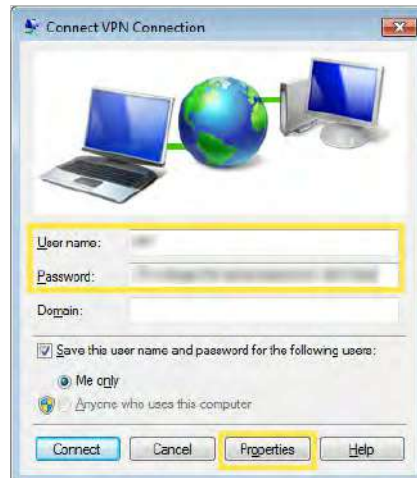 Connect VPN Connection
User name:
Password:
Domain:
Save this user name and password for the following users:
Me only
Anyone who uses this computer
Connect Cancel Properties Help